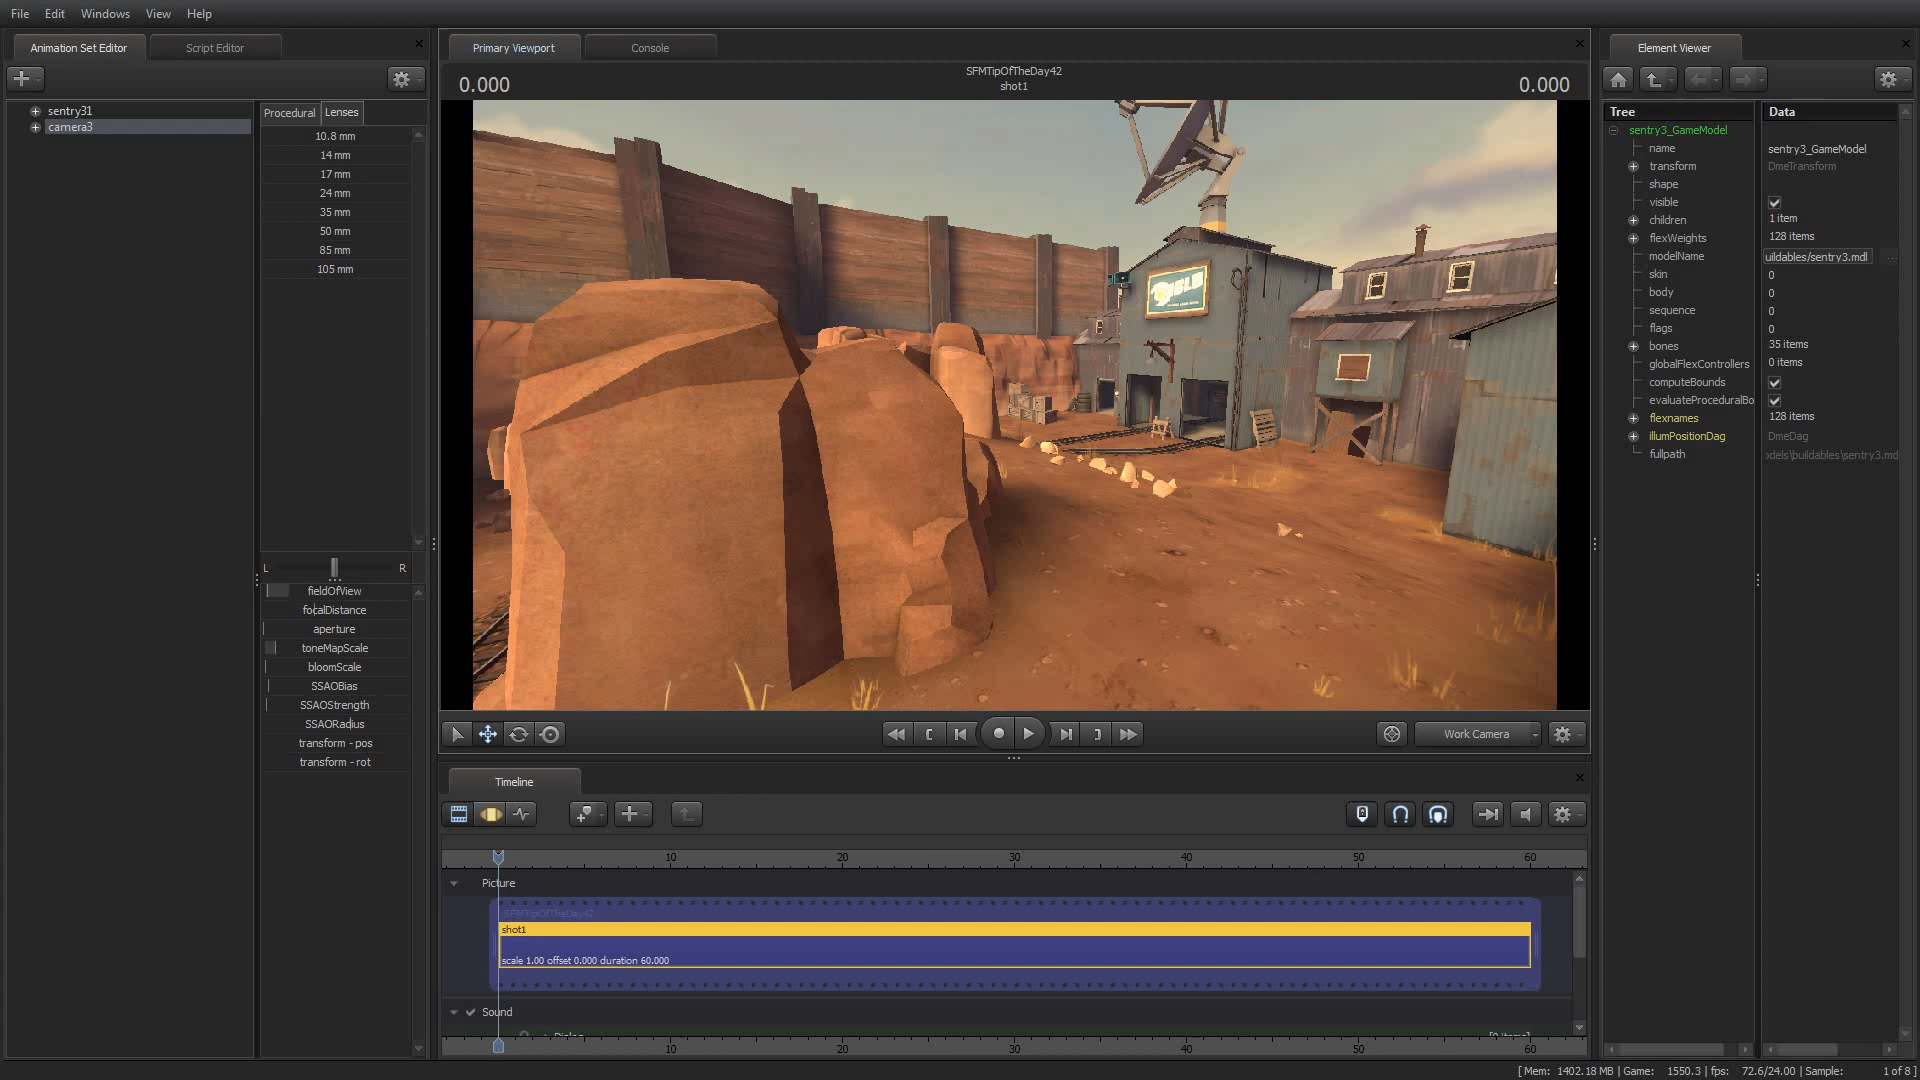 File Edit Windows View Help
Animation Set Editor
Script Editor
sentry31
camera3
Procedural
Lenses
10.8 mm
14 mm
17 mm
24 mm
35 mm
50 mm
85 mm
105 mm
L
R
fieldOfView
focalDistance
aperture
toneMapScale
bloomScale
SSAOBias
SSAOStrength
SSAORadius
transform - pos
transform - rot
Primary Viewport
Console
0.000
SFMTipOfTheDay42
shot1
0.000
Work Camera
Timeline
10 20 30 40 50 60
Picture
SFMTipOfTheDay42
shot1
scale 1.00 offset 0.000 duration 60.000
Sound
Dialog
[0 items]
10 20 30 40 50 60
Element Viewer
Tree Data
sentry3_GameModel
name sentry3_GameModel
transform DmeTransform
shape
visible
children 1 item
flexWeights 128 items
modelName uildables/sentry3.mdl
skin 0
body 0
sequence 0
flags 0
bones 35 items
globalFlexControllers 0 items
computeBounds
evaluateProceduralBo
flexnames 128 items
illumPositionDag DmeDag
fullpath odels\buildables\sentry3.md
[ Mem: 1402.18 MB | Game: 1550.3 | fps: 72.6/24.00 | Sample: 1 of 8 ]